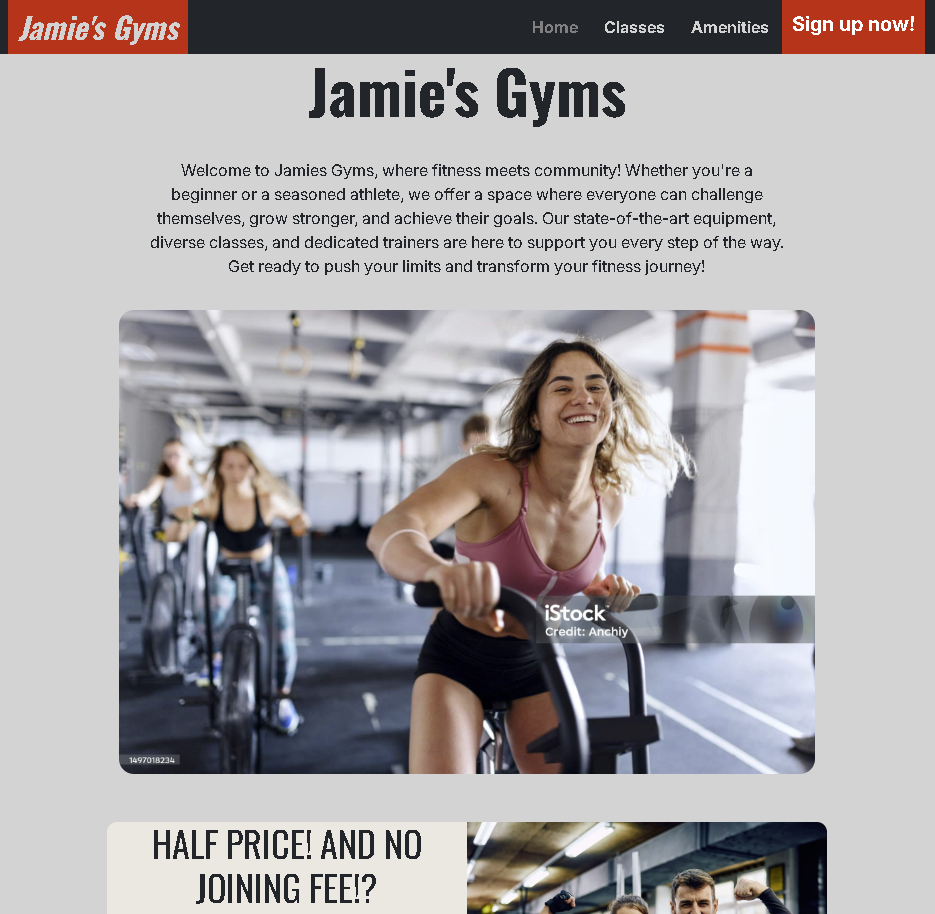 Jamie's Gyms
Home Classes Amenities Sign up now!
Jamie's Gyms
Welcome to Jamies Gyms, where fitness meets community! Whether you're a
beginner or a seasoned athlete, we offer a space where everyone can challenge
themselves, grow stronger, and achieve their goals. Our state-of-the-art equipment,
diverse classes, and dedicated trainers are here to support you every step of the way.
Get ready to push your limits and transform your fitness journey!
iStock
Credit: Anchiy
1497018234
HALF PRICE! AND NO
JOINING FEE!?